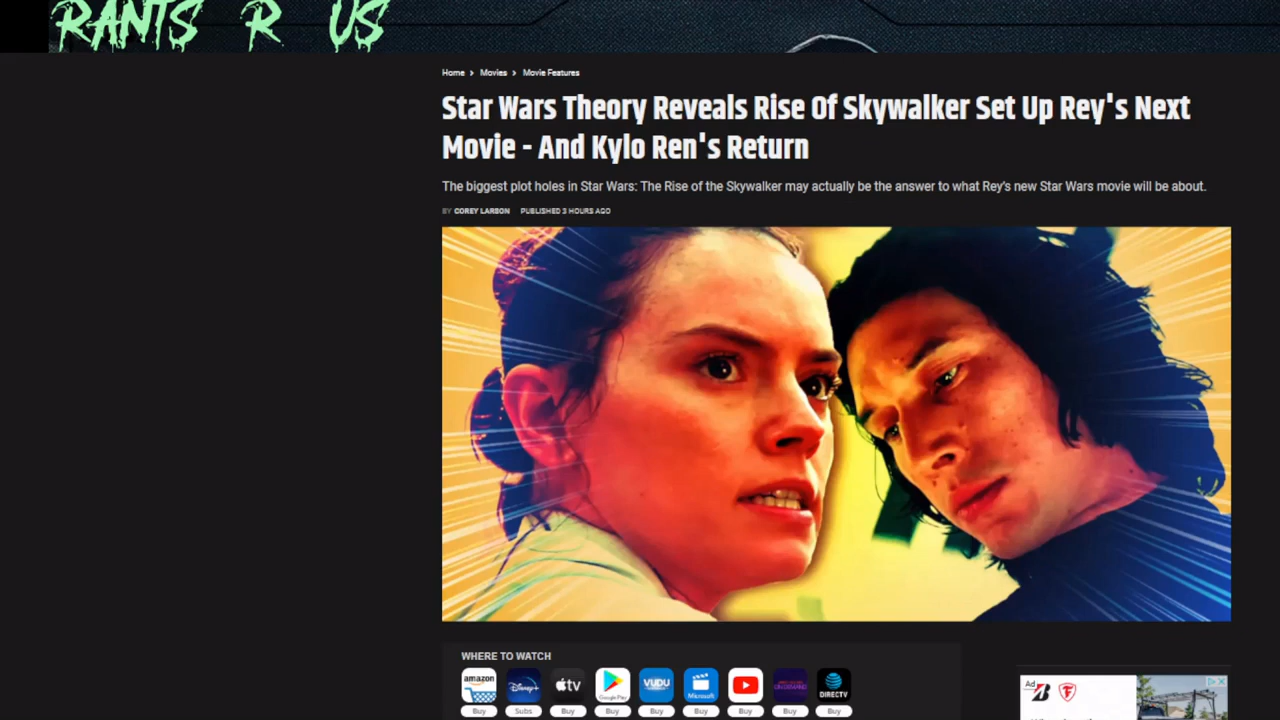 RANTS R US
Home > Movies > Movie Features
Star Wars Theory Reveals Rise Of Skywalker Set Up Rey's Next
Movie - And Kylo Ren's Return
The biggest plot holes in Star Wars: The Rise of the Skywalker may actually be the answer to what Rey's new Star Wars movie will be about.
BY COREY LARSON PUBLISHED 3 HOURS AGO
WHERE TO WATCH
amazon Disney+ tv Google Play VUDU Microsoft DIRECTV
Buy Subs Buy Buy Buy Buy Buy Buy Buy
Ad